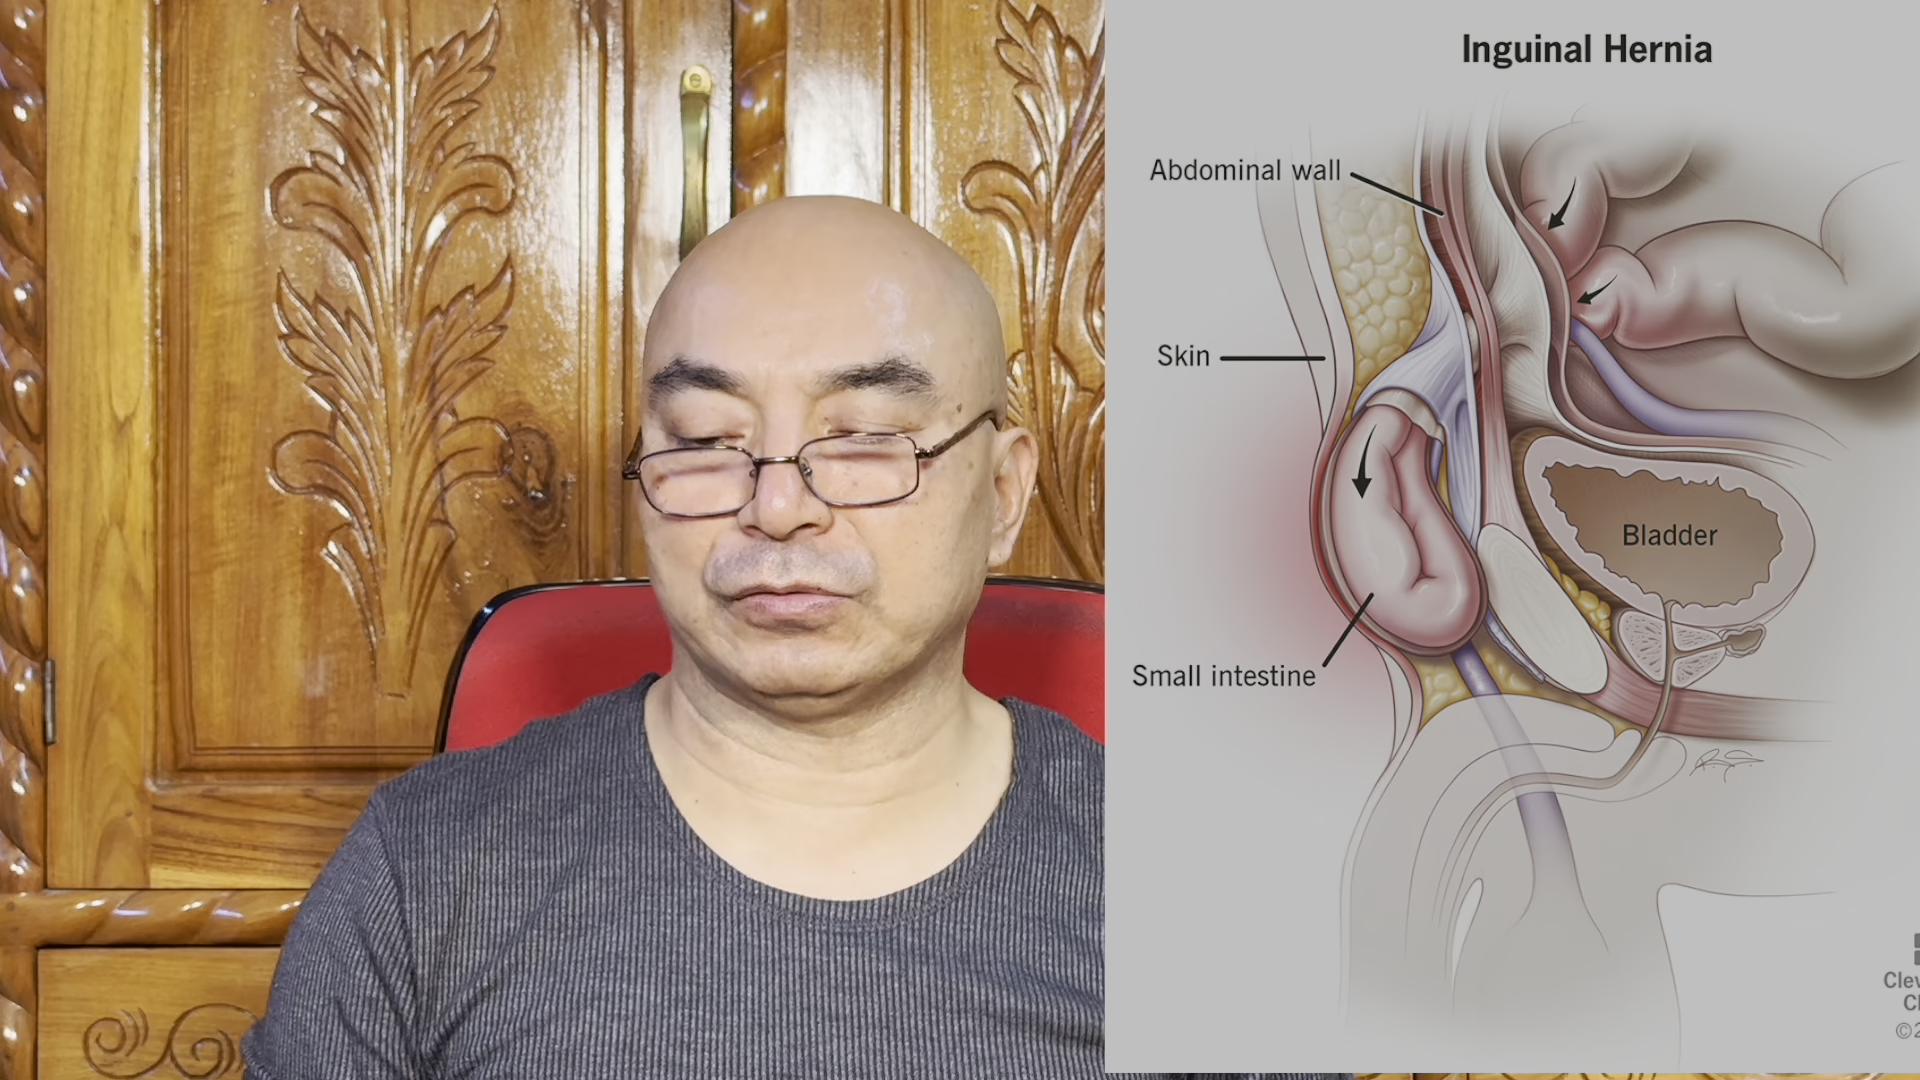 Inguinal Hernia
Abdominal wall
Skin
Bladder
Small intestine